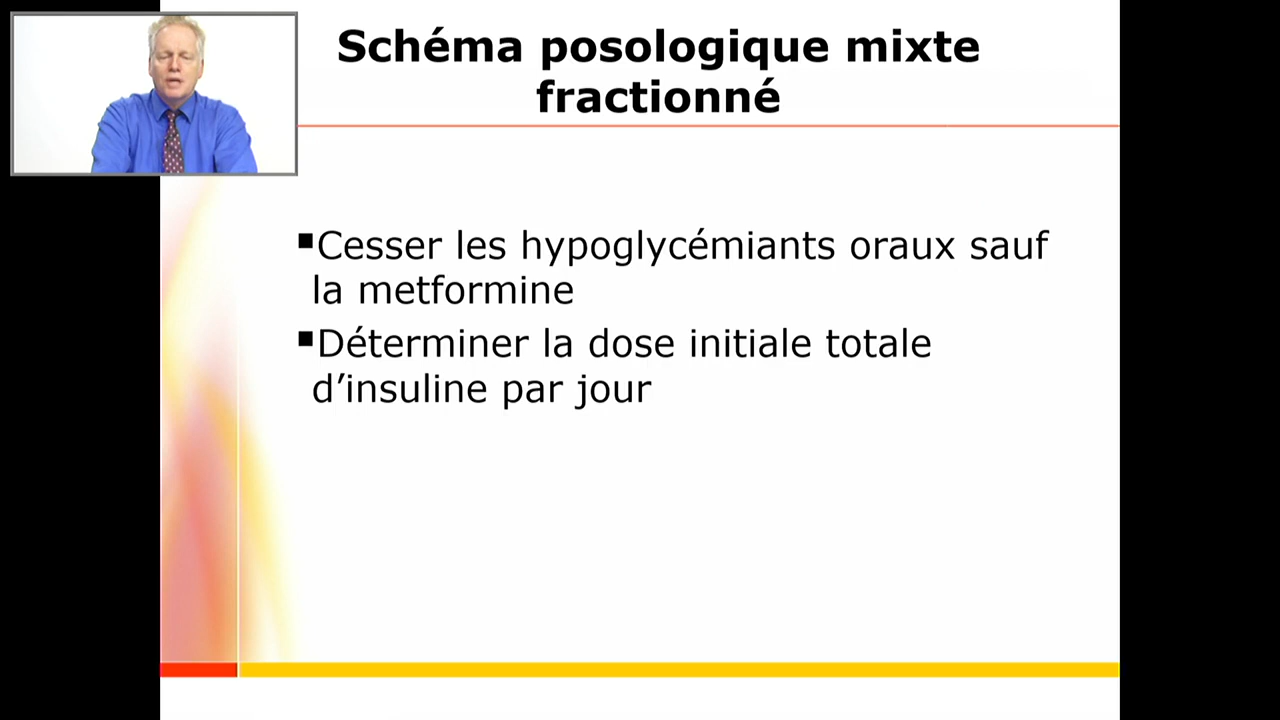 Schéma posologique mixte
fractionné
▪Cesser les hypoglycémiants oraux sauf
la metformine
▪Déterminer la dose initiale totale
d’insuline par jour